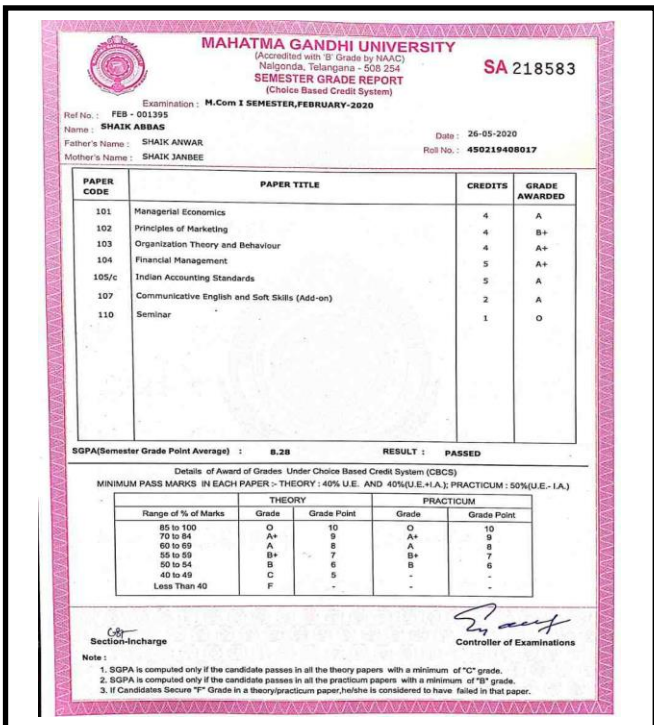 MAHATMA GANDHI UNIVERSITY
(Accredited with 'B' Grade by NAAC)
Nalgonda, Telangana - 508 254
SEMESTER GRADE REPORT
(Choice Based Credit System)
SA 218583
Examination : M.Com I SEMESTER,FEBRUARY-2020
Ref No. : FEB - 001395
Name : SHAIK ABBAS
Date : 26-05-2020
Father's Name : SHAIK ANWAR
Roll No. : 450219408017
Mother's Name : SHAIK JANBEE
PAPER CODE PAPER TITLE CREDITS GRADE AWARDED
101 Managerial Economics 4 A
102 Principles of Marketing 4 B+
103 Organization Theory and Behaviour 4 A+
104 Financial Management 5 A+
105/c Indian Accounting Standards 5 A
107 Communicative English and Soft Skills (Add-on) 2 A
110 Seminar 1 O
SGPA(Semester Grade Point Average) : 8.28 RESULT : PASSED
Details of Award of Grades Under Choice Based Credit System (CBCS)
MINIMUM PASS MARKS IN EACH PAPER :- THEORY : 40% U.E. AND 40%(U.E.+I.A.); PRACTICUM : 50%(U.E.- I.A.)
THEORY PRACTICUM
Range of % of Marks Grade Grade Point Grade Grade Point
85 to 100 O 10 O 10
70 to 84 A+ 9 A+ 9
60 to 69 A 8 A 8
55 to 59 B+ 7 B+ 7
50 to 54 B 6 B 6
40 to 49 C 5 - -
Less Than 40 F - - -
Section-Incharge
Controller of Examinations
Note :
1. SGPA is computed only if the candidate passes in all the theory papers with a minimum of "C" grade.
2. SGPA is computed only if the candidate passes in all the practicum papers with a minimum of "B" grade.
3. If Candidates Secure "F" Grade in a theory/practicum paper,he/she is considered to have failed in that paper.